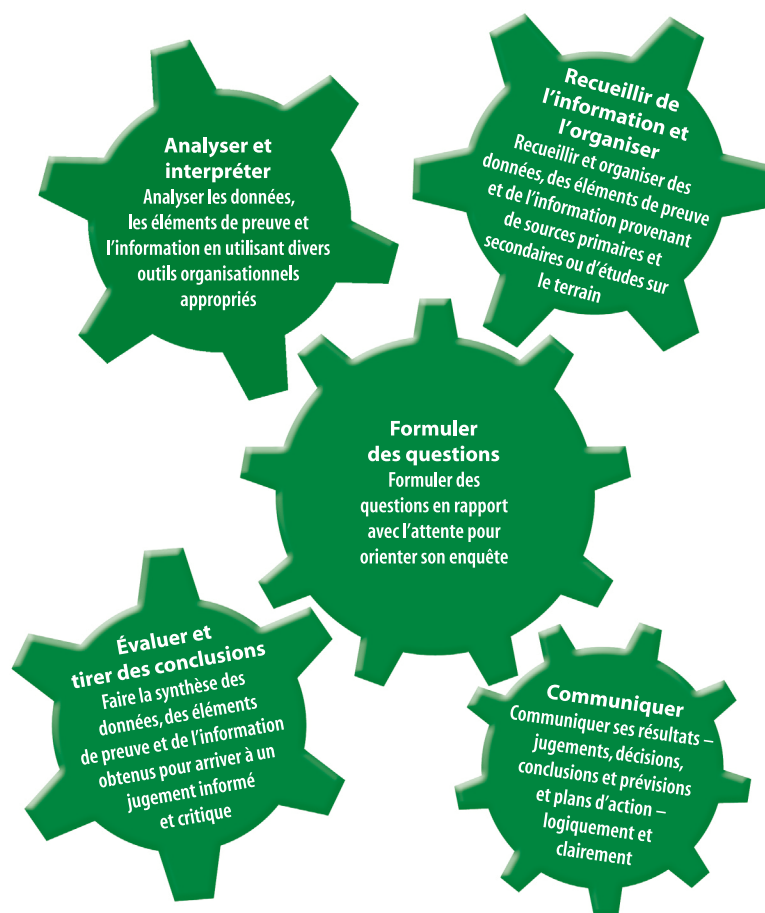 Analyser et
interpréter
Analyser les données,
les éléments de preuve et
l'information en utilisant divers
outils organisationnels
appropriés
Recueillir de
l'information et
l'organiser
Recueillir et organiser des
données, des éléments de preuve
et de l'information provenant
de sources primaires et
secondaires ou d'études sur
le terrain
Formuler
des questions
Formuler des
questions en rapport
avec l'attente pour
orienter son enquête
Évaluer et
tirer des conclusions
Faire la synthèse des
données, des éléments
de preuve et de l'information
obtenus pour arriver à un
jugement informé
et critique
Communiquer
Communiquer ses résultats –
jugements, décisions,
conclusions et prévisions
et plans d'action –
logiquement et
clairement